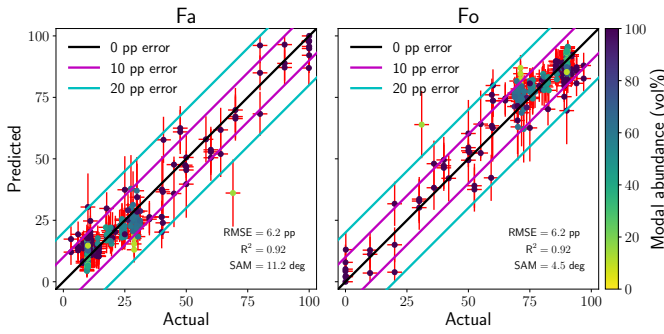 Fa
Fo
0 pp error
10 pp error
20 pp error
RMSE = 6.2 pp
R² = 0.92
SAM = 11.2 deg
0 pp error
10 pp error
20 pp error
RMSE = 6.2 pp
R² = 0.92
SAM = 4.5 deg
100
75
50
25
0
Predicted
0 25 50 75 100
Actual
0 25 50 75 100
Actual
100
80
60
40
20
0
Modal abundance (vol%)